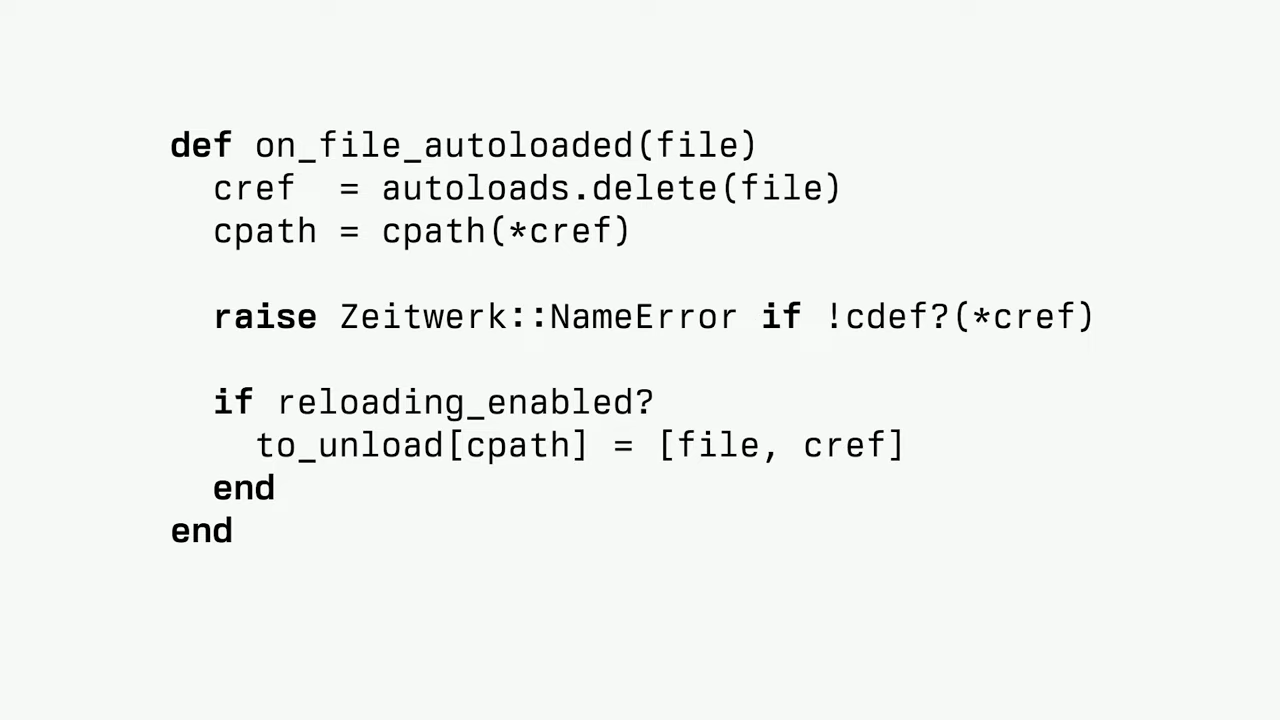 def on_file_autoloaded(file)
  cref  = autoloads.delete(file)
  cpath = cpath(*cref)

  raise Zeitwerk::NameError if !cdef?(*cref)

  if reloading_enabled?
    to_unload[cpath] = [file, cref]
  end
end